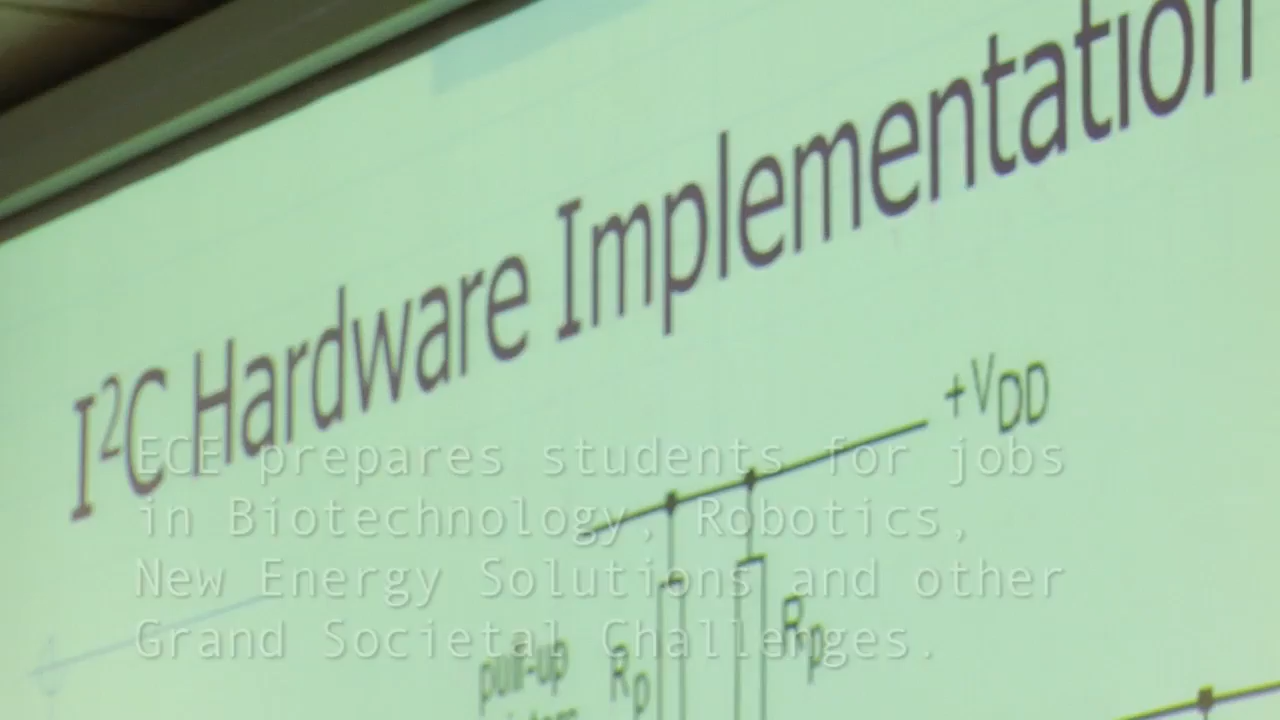 I²C Hardware Implementation
+VDD
ECE prepares students for jobs
in Biotechnology, Robotics,
New Energy Solutions and other
Grand Societal Challenges.
pull-up
Rp
Rp